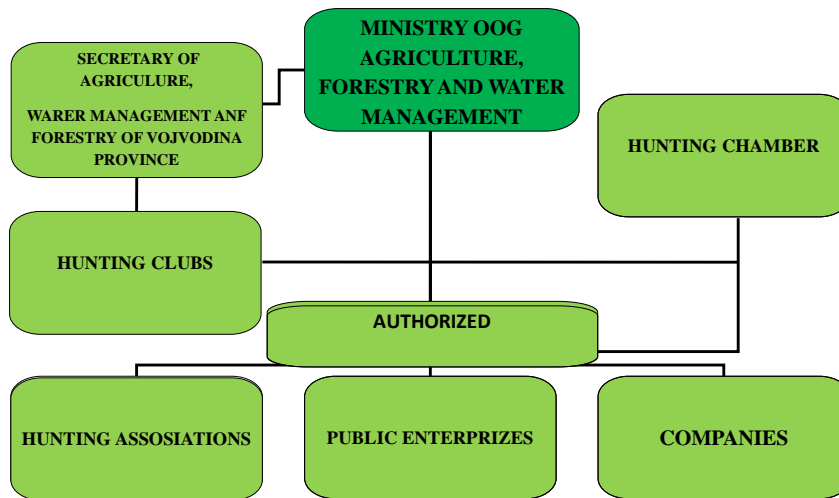 MINISTRY OOG
AGRICULTURE,
FORESTRY AND WATER
MANAGEMENT
SECRETARY OF
AGRICULURE,
WARER MANAGEMENT ANF
FORESTRY OF VOJVODINA
PROVINCE
HUNTING CHAMBER
HUNTING CLUBS
AUTHORIZED
HUNTING ASSOSIATIONS
PUBLIC ENTERPRIZES
COMPANIES